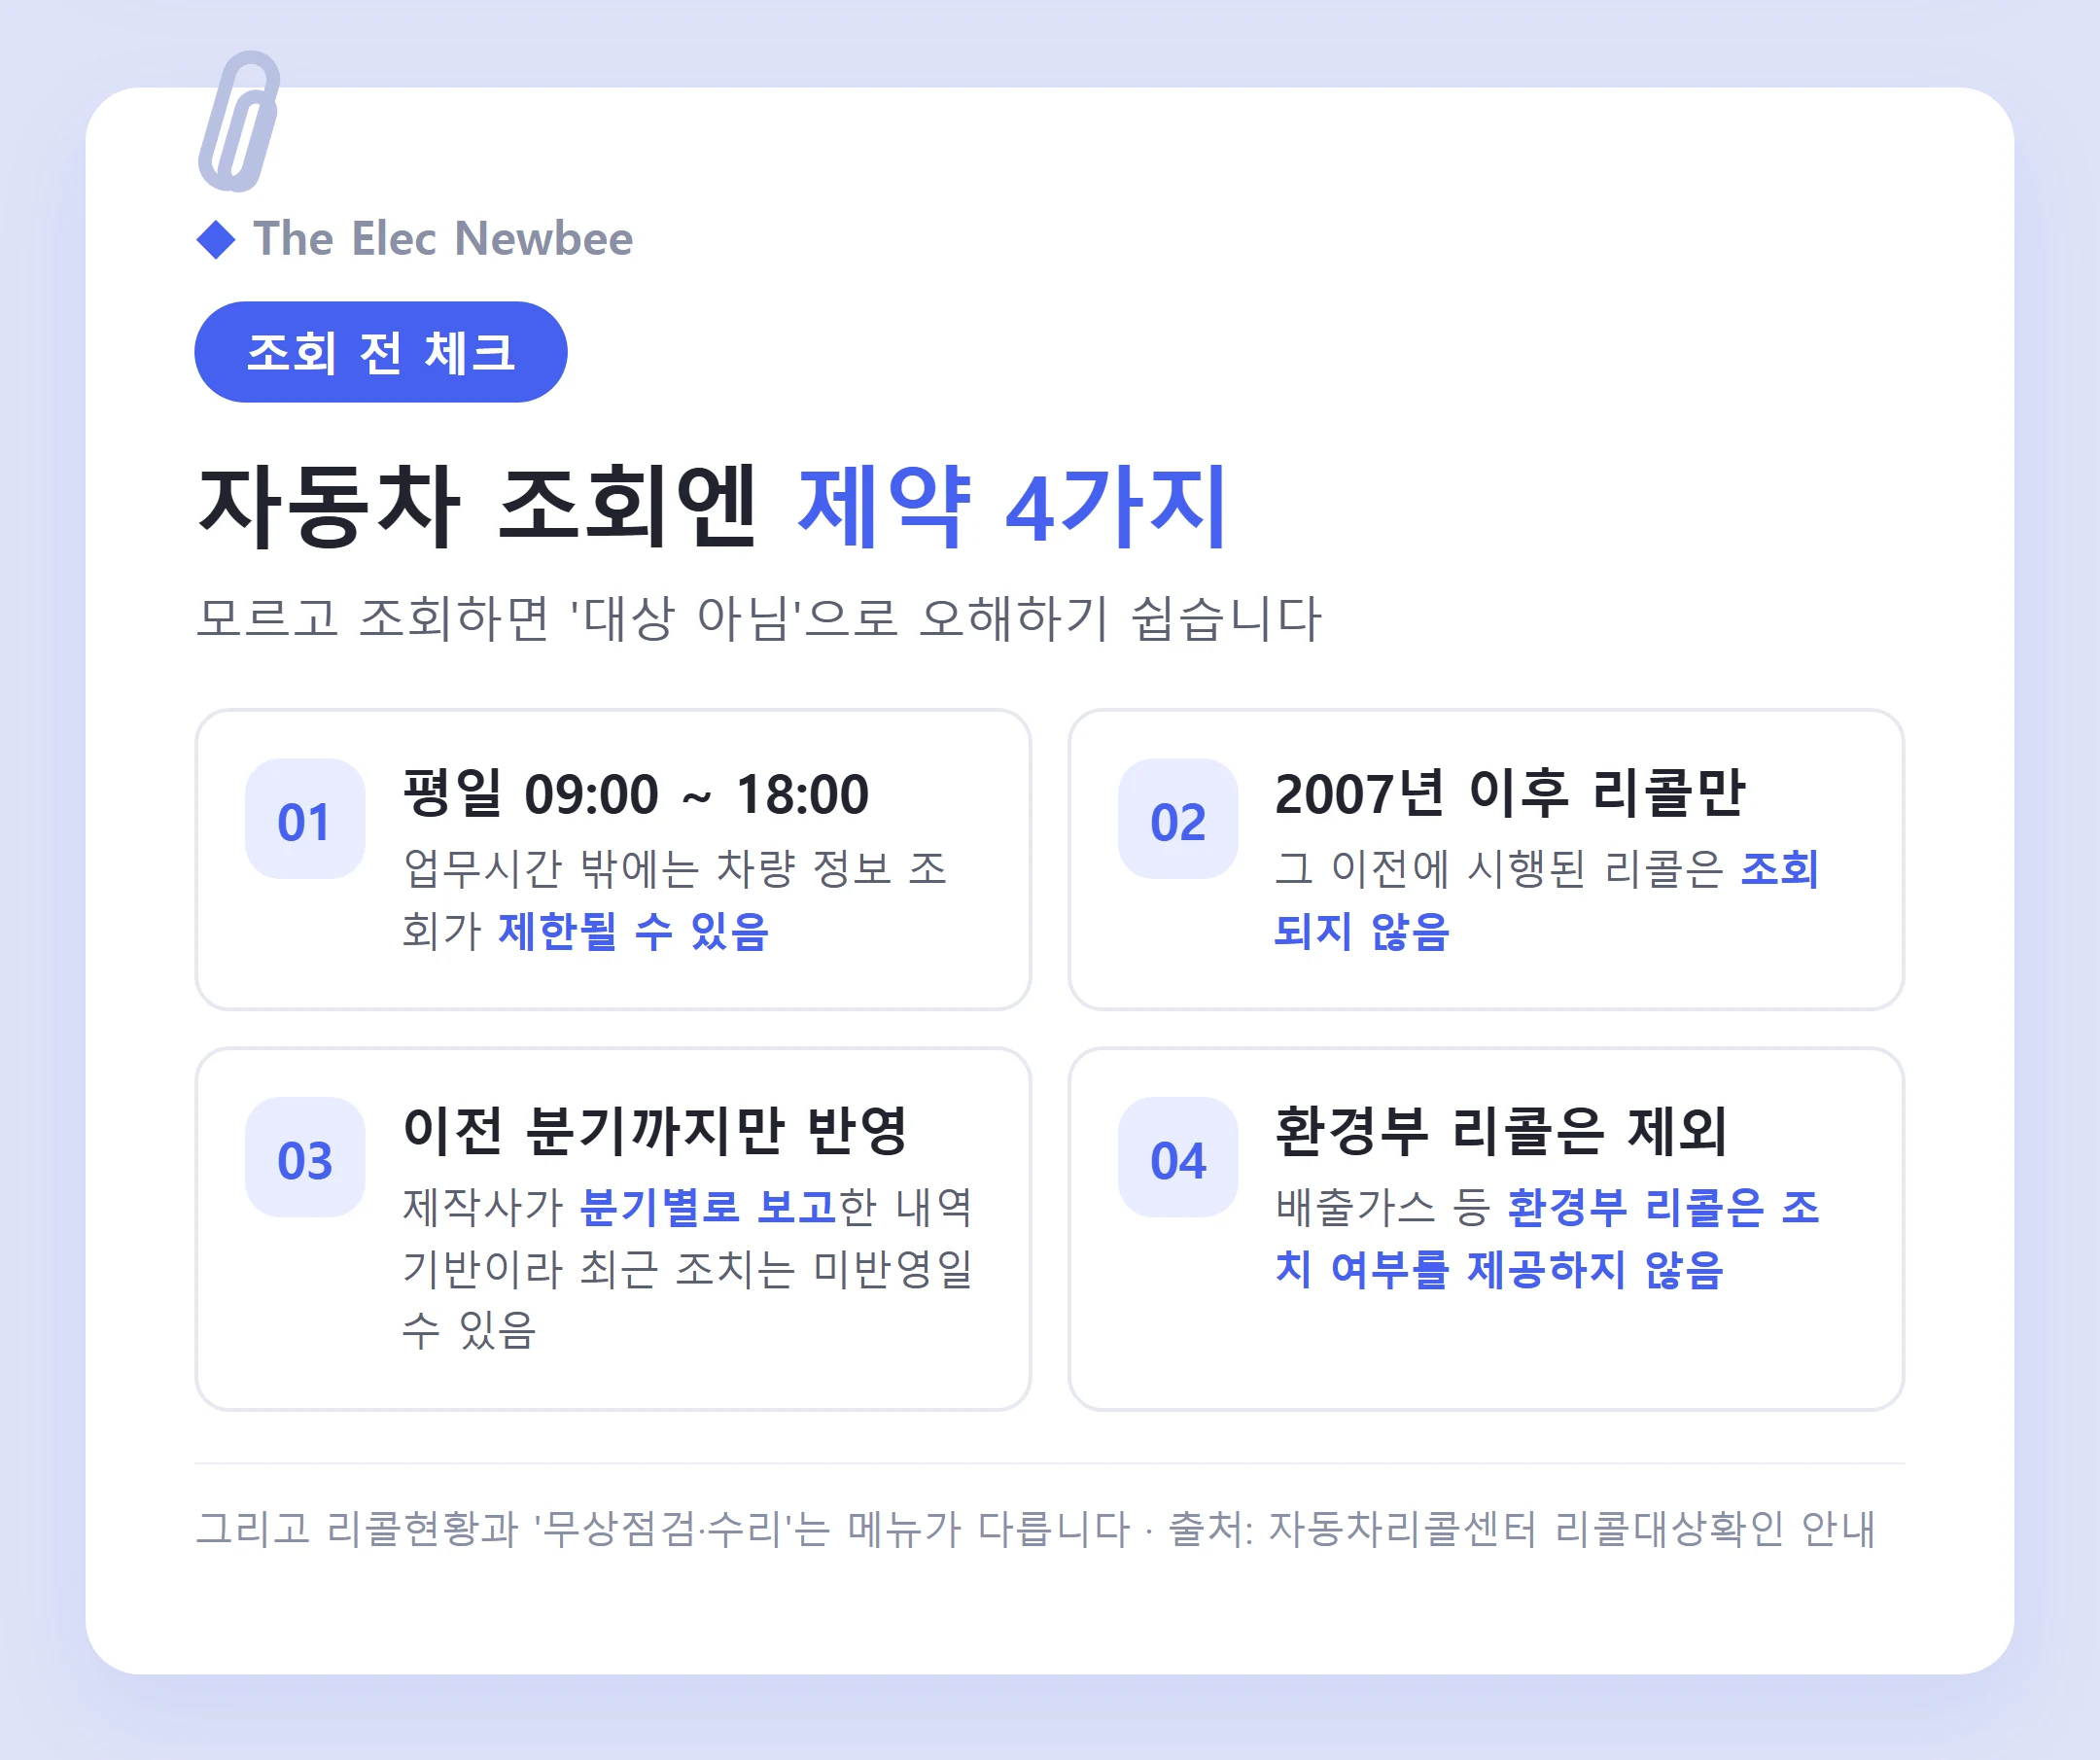 The Elec Newbee
조회 전 체크
자동차 조회엔 제약 4가지
모르고 조회하면 '대상 아님'으로 오해하기 쉽습니다
01
평일 09:00 ~ 18:00
업무시간 밖에는 차량 정보 조
회가 제한될 수 있음
02
2007년 이후 리콜만
그 이전에 시행된 리콜은 조회
되지 않음
03
이전 분기까지만 반영
제작사가 분기별로 보고한 내역
기반이라 최근 조치는 미반영일
수 있음
04
환경부 리콜은 제외
배출가스 등 환경부 리콜은 조
치 여부를 제공하지 않음
그리고 리콜현황과 '무상점검·수리'는 메뉴가 다릅니다 · 출처: 자동차리콜센터 리콜대상확인 안내